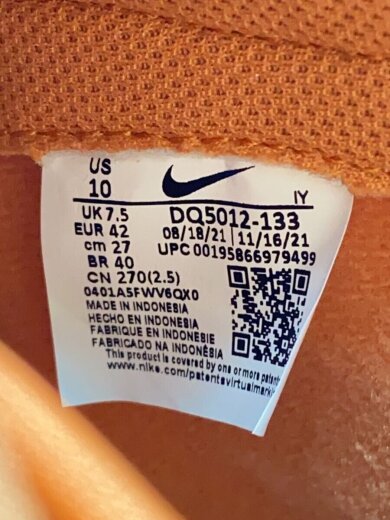 US
10
IY
UK 7.5
EUR 42
cm 27
BR 40
CN 270(2.5)
DQ5012-133
08/18/21 11/16/21
UPC 00195866979499
0401A5FWV6QX0
MADE IN INDONESIA
HECHO EN INDONESIA
FABRIQUE EN INDONESIE
FABRICADO NA INDONÉSIA
This product is covered by one or more patent
www.nike.com/patentsvirtualmark